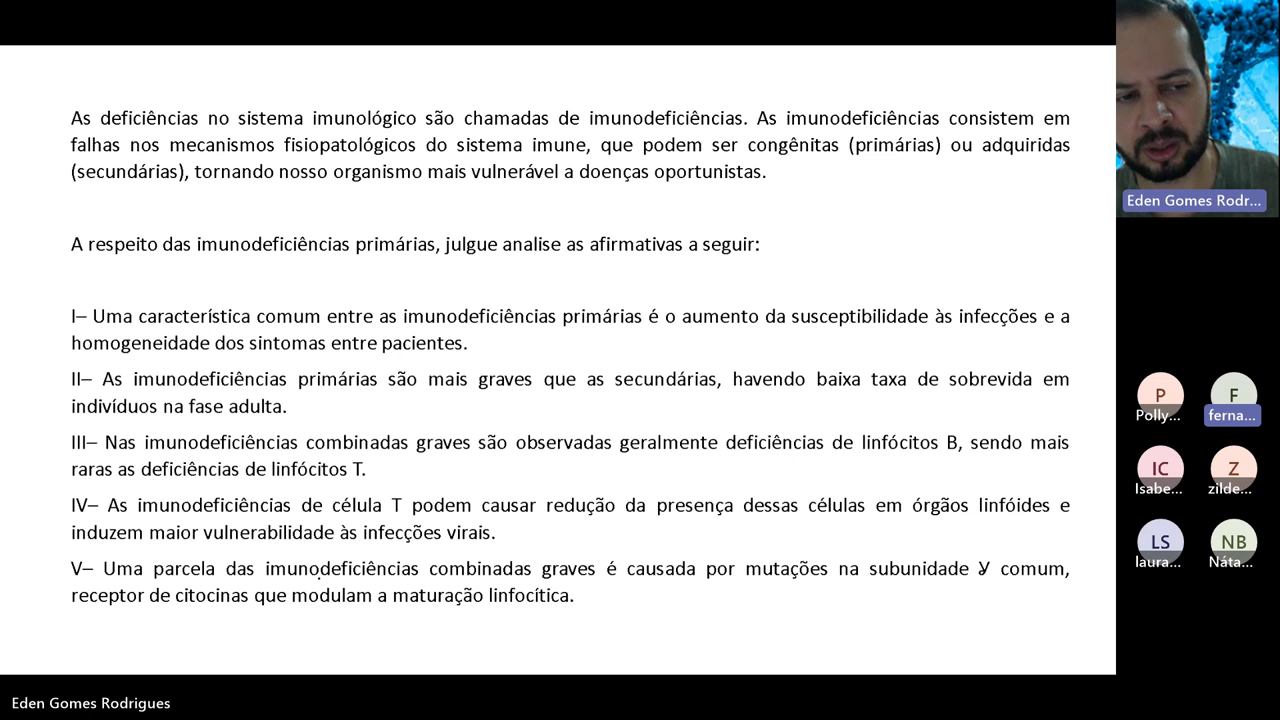 As deficiências no sistema imunológico são chamadas de imunodeficiências. As imunodeficiências consistem em
falhas nos mecanismos fisiopatológicos do sistema imune, que podem ser congênitas (primárias) ou adquiridas
(secundárias), tornando nosso organismo mais vulnerável a doenças oportunistas.
A respeito das imunodeficiências primárias, julgue analise as afirmativas a seguir:
I– Uma característica comum entre as imunodeficiências primárias é o aumento da susceptibilidade às infecções e a
homogeneidade dos sintomas entre pacientes.
II– As imunodeficiências primárias são mais graves que as secundárias, havendo baixa taxa de sobrevida em
indivíduos na fase adulta.
III– Nas imunodeficiências combinadas graves são observadas geralmente deficiências de linfócitos B, sendo mais
raras as deficiências de linfócitos T.
IV– As imunodeficiências de célula T podem causar redução da presença dessas células em órgãos linfóides e
induzem maior vulnerabilidade às infecções virais.
V– Uma parcela das imunodeficiências combinadas graves é causada por mutações na subunidade Ɣ comum,
receptor de citocinas que modulam a maturação linfocítica.
Eden Gomes Rodr...
P
F
Polly...
ferna...
IC
Z
Isabe...
zilde...
LS
NB
laura...
Náta...
Eden Gomes Rodrigues